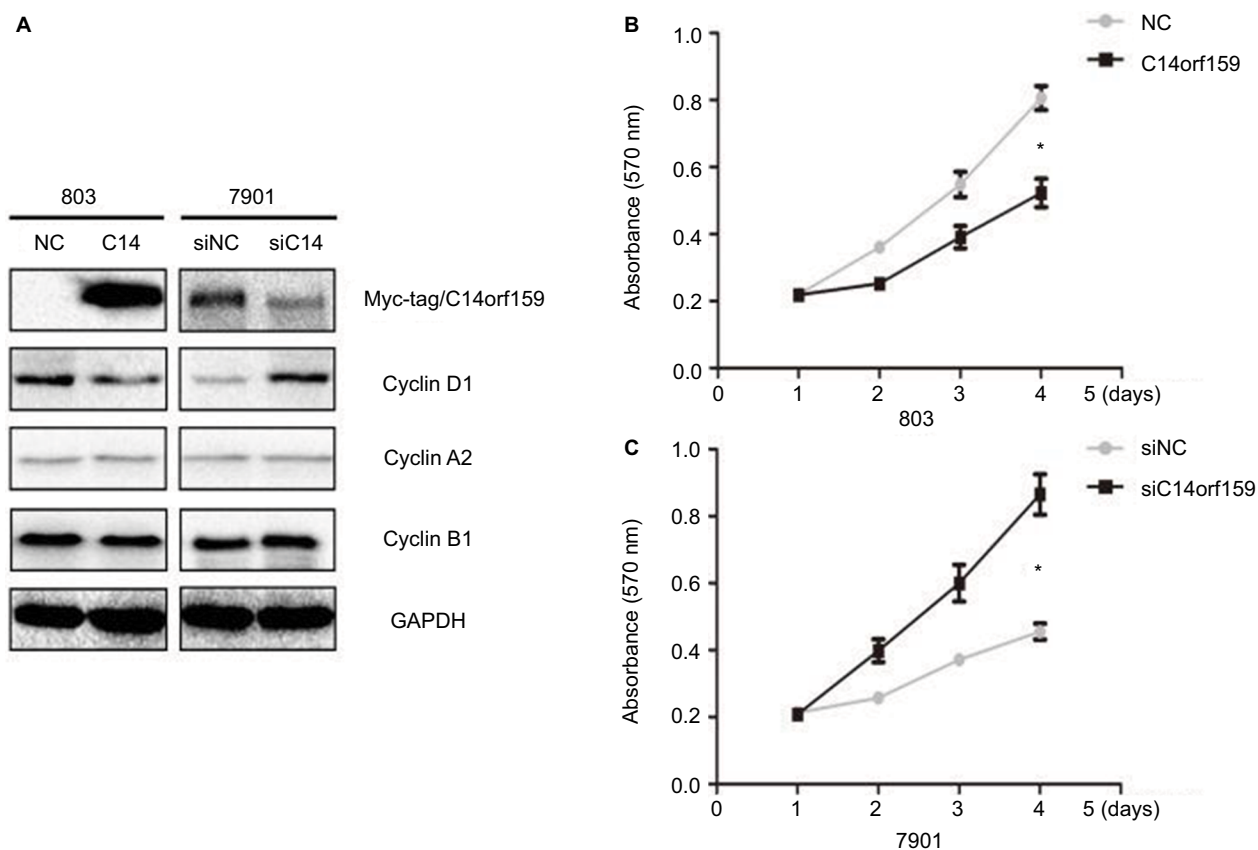 A
803 7901
NC C14 siNC siC14
Myc-tag/C14orf159
Cyclin D1
Cyclin A2
Cyclin B1
GAPDH
B
NC
C14orf159
Absorbance (570 nm)
1.0
0.8
0.6
0.4
0.2
0.0
*
0 1 2 3 4 5 (days)
803
C
siNC
siC14orf159
Absorbance (570 nm)
1.0
0.8
0.6
0.4
0.2
0.0
*
0 1 2 3 4 5 (days)
7901